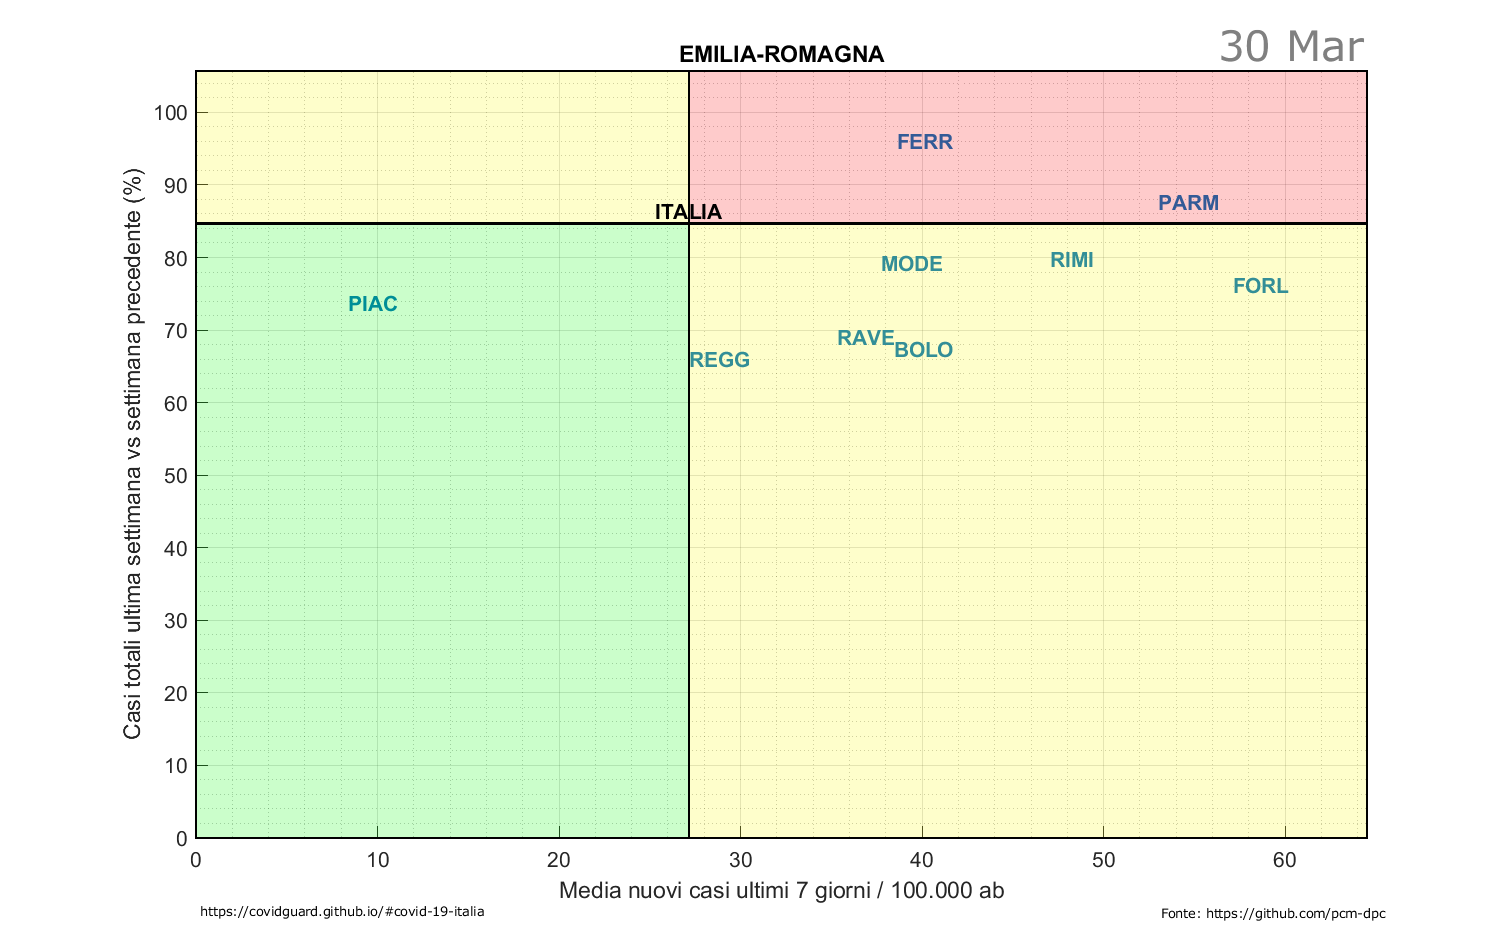 30 Mar
EMILIA-ROMAGNA
100
90
80
70
60
50
40
30
20
10
0
Casi totali ultima settimana vs settimana precedente (%)
FERR
PARM
ITALIA
MODE
RIMI
FORL
PIAC
RAVE
BOLO
REGG
0 10 20 30 40 50 60
Media nuovi casi ultimi 7 giorni / 100.000 ab
https://covidguard.github.io/#covid-19-italia
Fonte: https://github.com/pcm-dpc